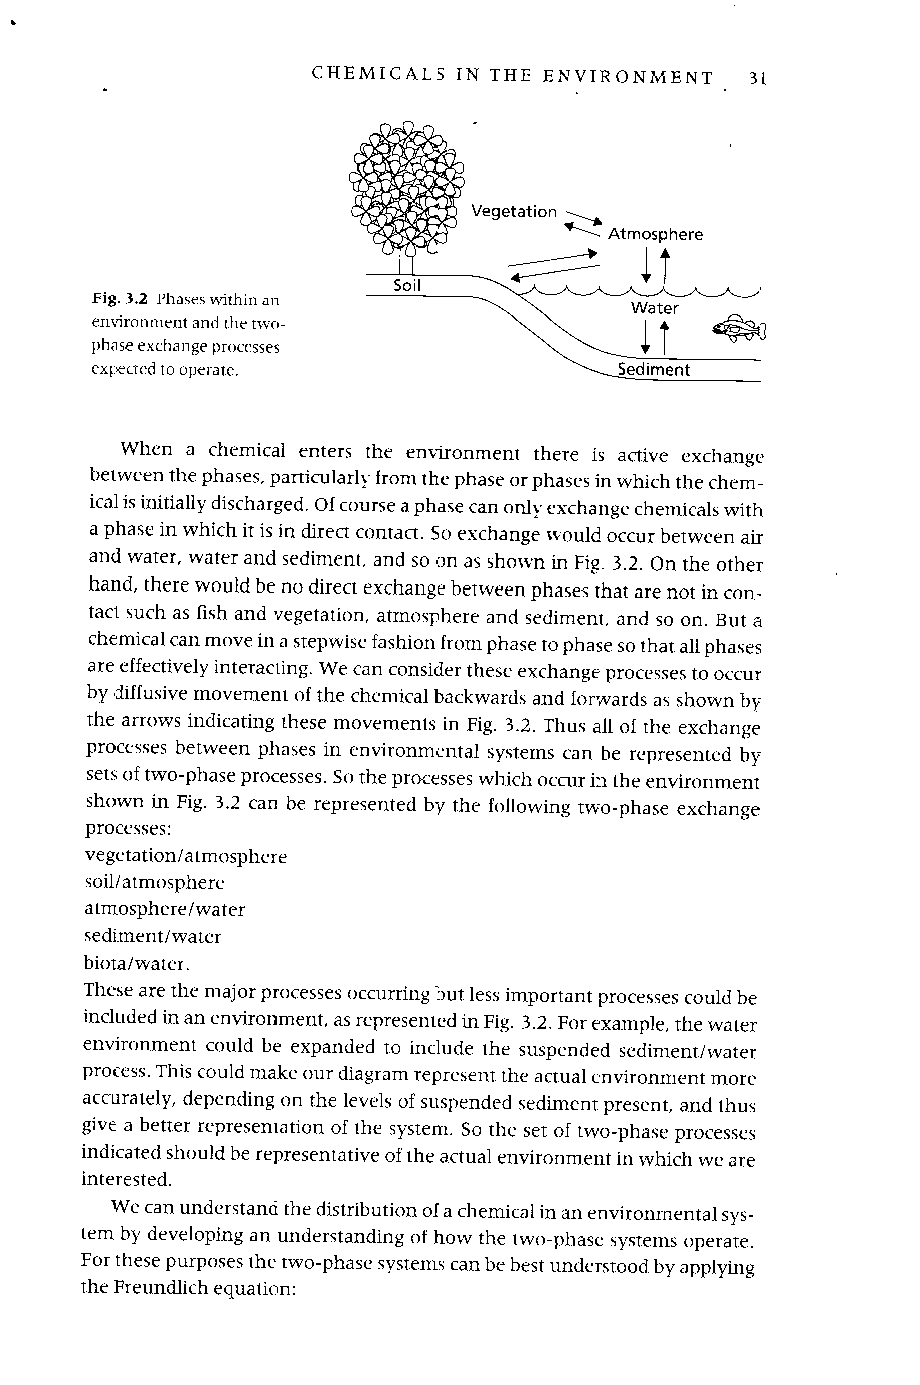 CHEMICALS IN THE ENVIRONMENT 31
Vegetation
Atmosphere
Soil
Water
Sediment
Fig. 3.2 Phases within an
environment and the two-
phase exchange processes
expected to operate.
When a chemical enters the environment there is active exchange
between the phases, particularly from the phase or phases in which the chem-
ical is initially discharged. Of course a phase can only exchange chemicals with
a phase in which it is in direct contact. So exchange would occur between air
and water, water and sediment, and so on as shown in Fig. 3.2. On the other
hand, there would be no direct exchange between phases that are not in con-
tact such as fish and vegetation, atmosphere and sediment, and so on. But a
chemical can move in a stepwise fashion from phase to phase so that all phases
are effectively interacting. We can consider these exchange processes to occur
by diffusive movement of the chemical backwards and forwards as shown by
the arrows indicating these movements in Fig. 3.2. Thus all of the exchange
processes between phases in environmental systems can be represented by
sets of two-phase processes. So the processes which occur in the environment
shown in Fig. 3.2 can be represented by the following two-phase exchange
processes:
vegetation/atmosphere
soil/atmosphere
atmosphere/water
sediment/water
biota/water.
These are the major processes occurring but less important processes could be
included in an environment, as represented in Fig. 3.2. For example, the water
environment could be expanded to include the suspended sediment/water
process. This could make our diagram represent the actual environment more
accurately, depending on the levels of suspended sediment present, and thus
give a better representation of the system. So the set of two-phase processes
indicated should be representative of the actual environment in which we are
interested.
We can understand the distribution of a chemical in an environmental sys-
tem by developing an understanding of how the two-phase systems operate.
For these purposes the two-phase systems can be best understood by applying
the Freundlich equation: